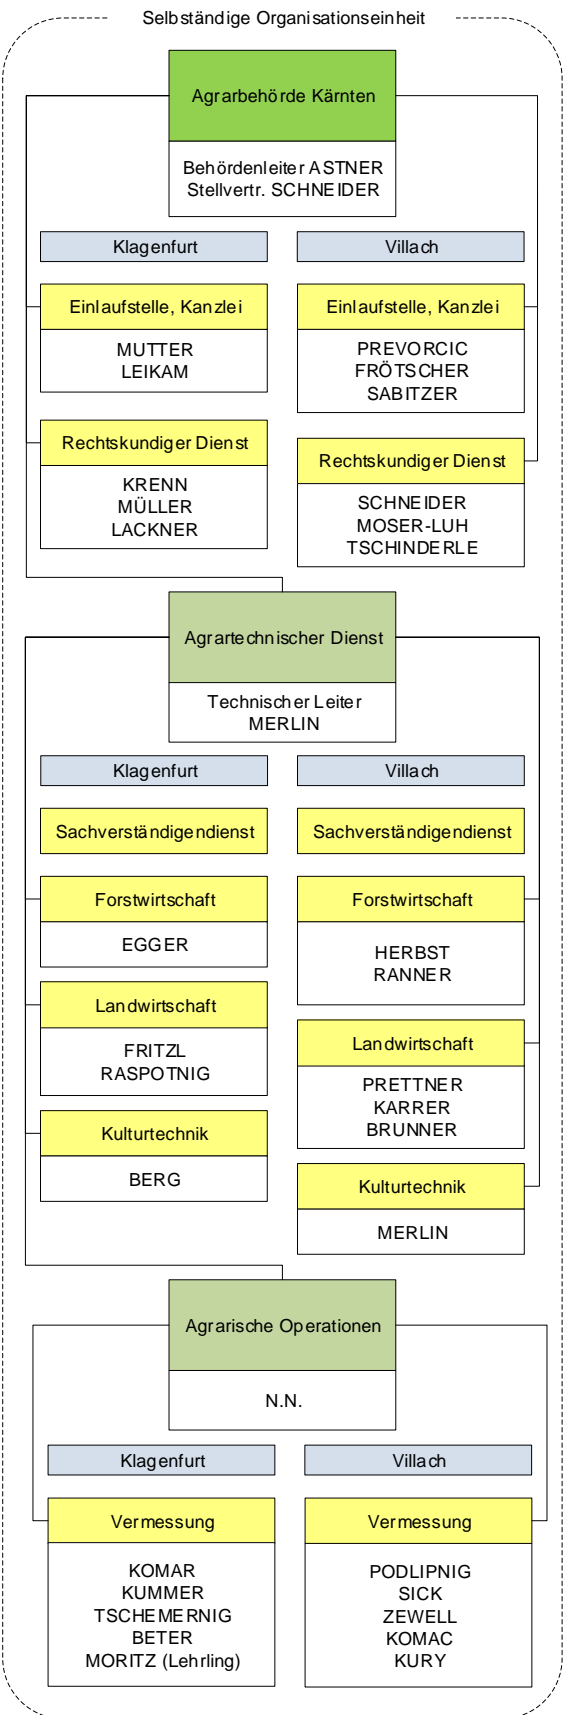 Selbständige Organisationseinheit
Agrarbehörde Kärnten
Behördenleiter ASTNER
Stellvertr. SCHNEIDER
Klagenfurt
Einlaufstelle, Kanzlei
MUTTER
LEIKAM
Rechtskundiger Dienst
KRENN
MÜLLER
LACKNER
Villach
Einlaufstelle, Kanzlei
PREVORCIC
FRÖTSCHER
SABITZER
Rechtskundiger Dienst
SCHNEIDER
MOSER-LUH
TSCHINDERLE
Agrartechnischer Dienst
Technischer Leiter
MERLIN
Klagenfurt
Sachverständigendienst
Forstwirtschaft
EGGER
Landwirtschaft
FRITZL
RASPOTNIG
Kulturtechnik
BERG
Villach
Sachverständigendienst
Forstwirtschaft
HERBST
RANNER
Landwirtschaft
PRETTNER
KARRER
BRUNNER
Kulturtechnik
MERLIN
Agrarische Operationen
N.N.
Klagenfurt
Vermessung
KOMAR
KUMMER
TSCHEMERNIG
BETER
MORITZ (Lehrling)
Villach
Vermessung
PODLIPNIG
SICK
ZEWELL
KOMAC
KURY